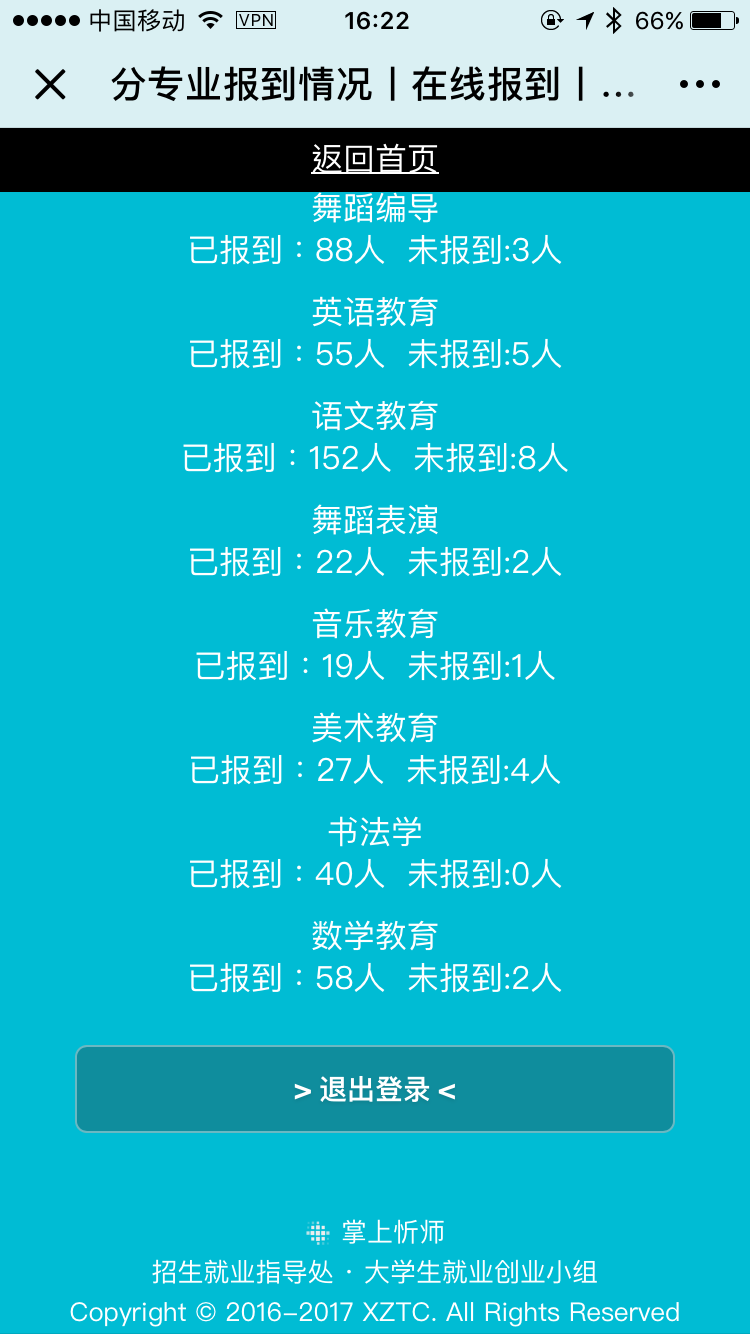 中国移动 VPN 16:22 66%
分专业报到情况丨在线报到丨...
返回首页
舞蹈编导
已报到：88人 未报到:3人
英语教育
已报到：55人 未报到:5人
语文教育
已报到：152人 未报到:8人
舞蹈表演
已报到：22人 未报到:2人
音乐教育
已报到：19人 未报到:1人
美术教育
已报到：27人 未报到:4人
书法学
已报到：40人 未报到:0人
数学教育
已报到：58人 未报到:2人
> 退出登录 <
掌上忻师
招生就业指导处 · 大学生就业创业小组
Copyright © 2016-2017 XZTC. All Rights Reserved